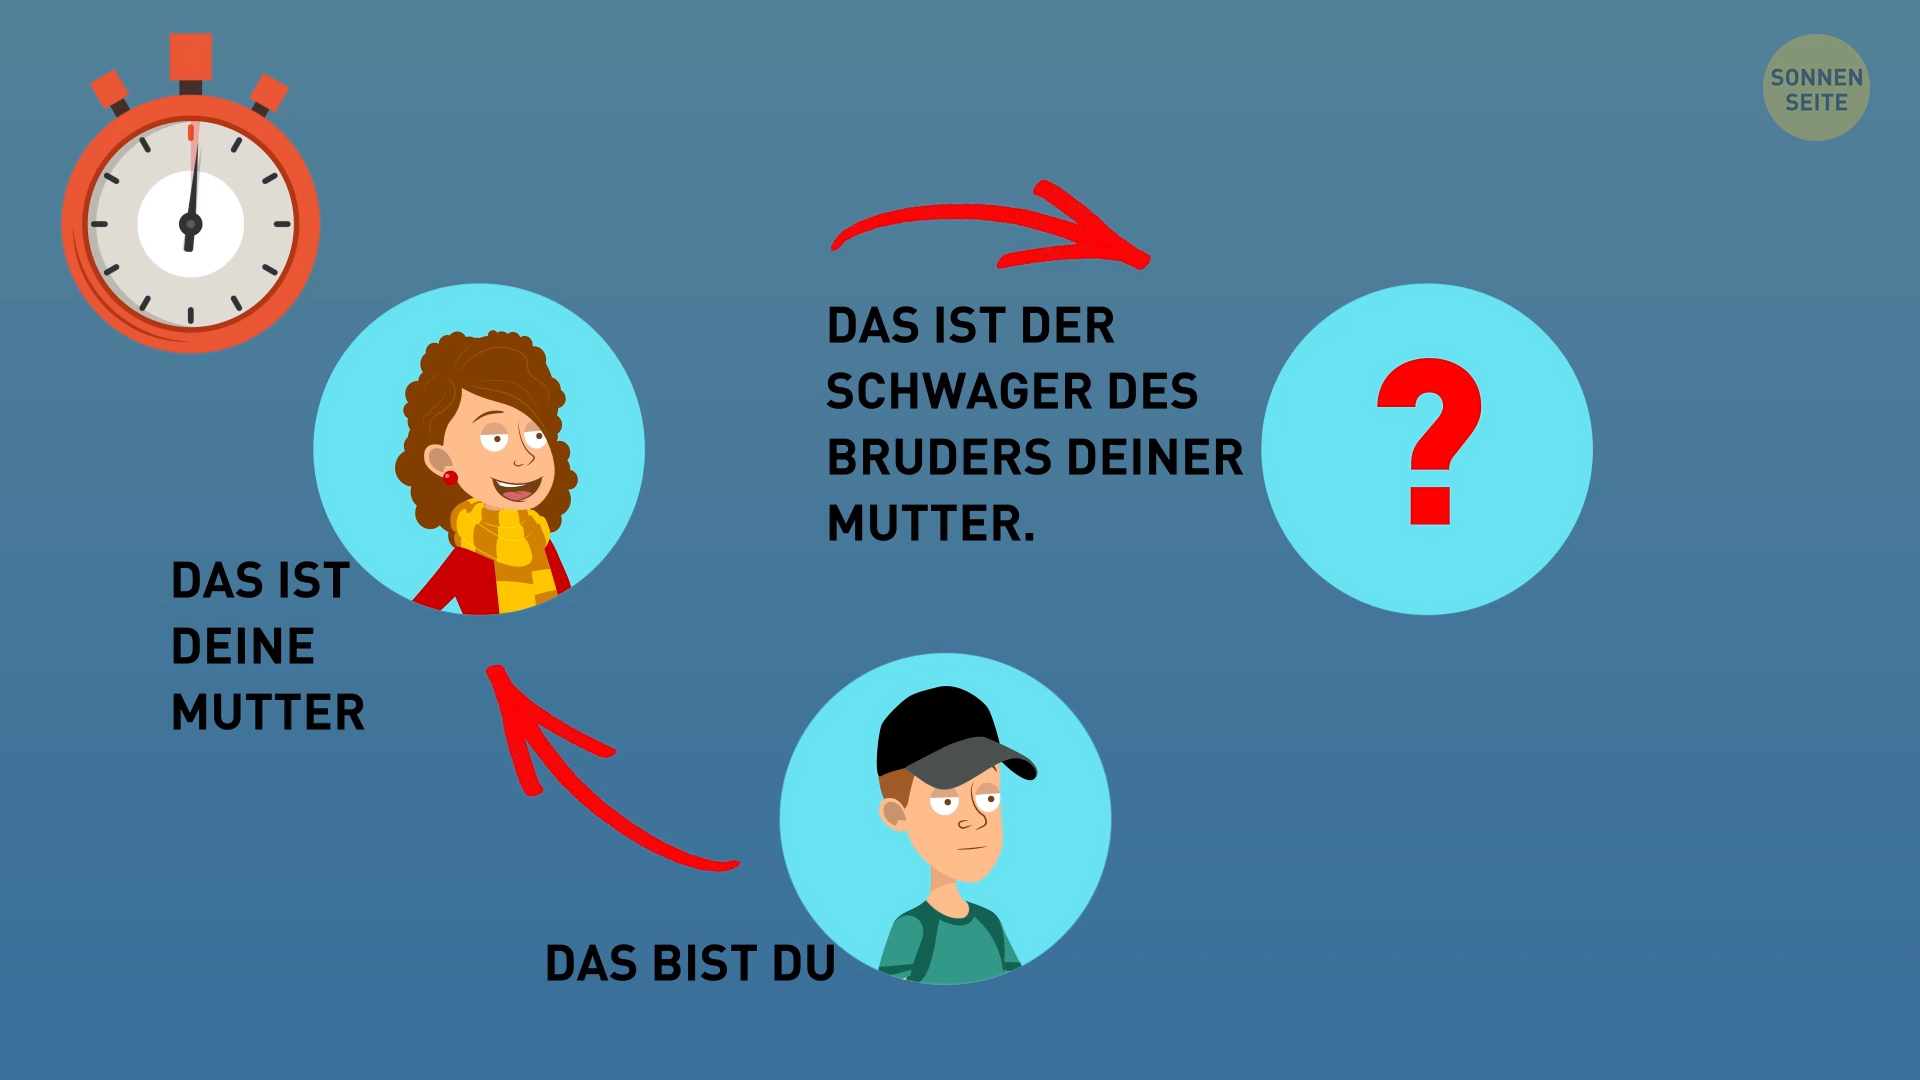 SONNEN
SEITE
DAS IST DER
SCHWAGER DES
BRUDERS DEINER
MUTTER.
?
DAS IST
DEINE
MUTTER
DAS BIST DU